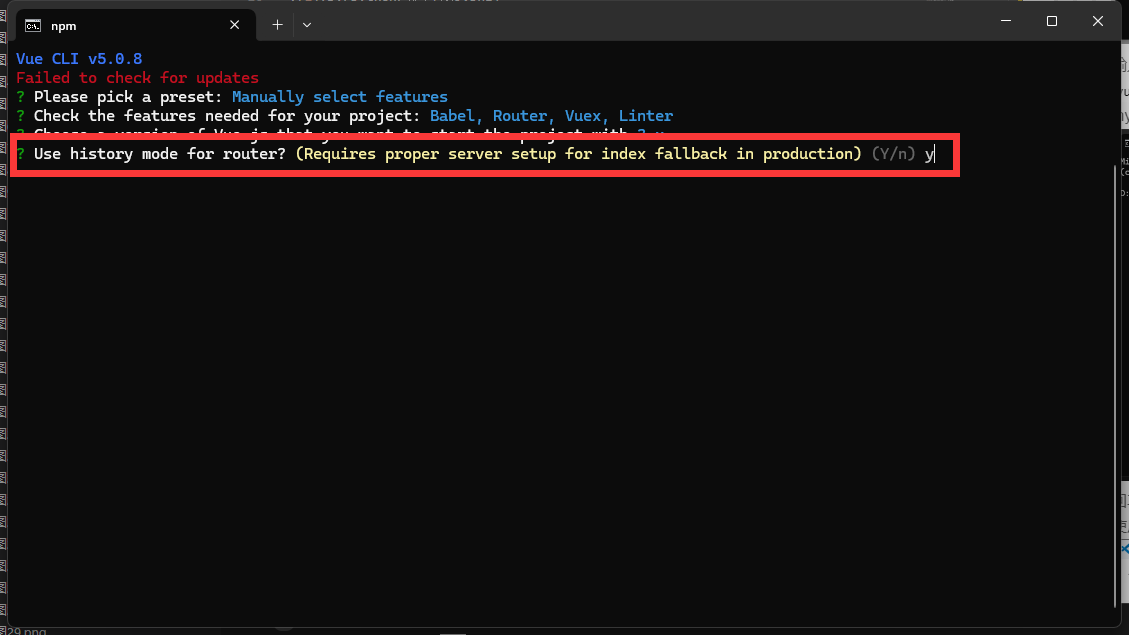 npm
Vue CLI v5.0.8
Failed to check for updates
? Please pick a preset: Manually select features
? Check the features needed for your project: Babel, Router, Vuex, Linter
? Choose a version of Vue.js that you want to start the project with
? Use history mode for router? (Requires proper server setup for index fallback in production) (Y/n) y
29.png